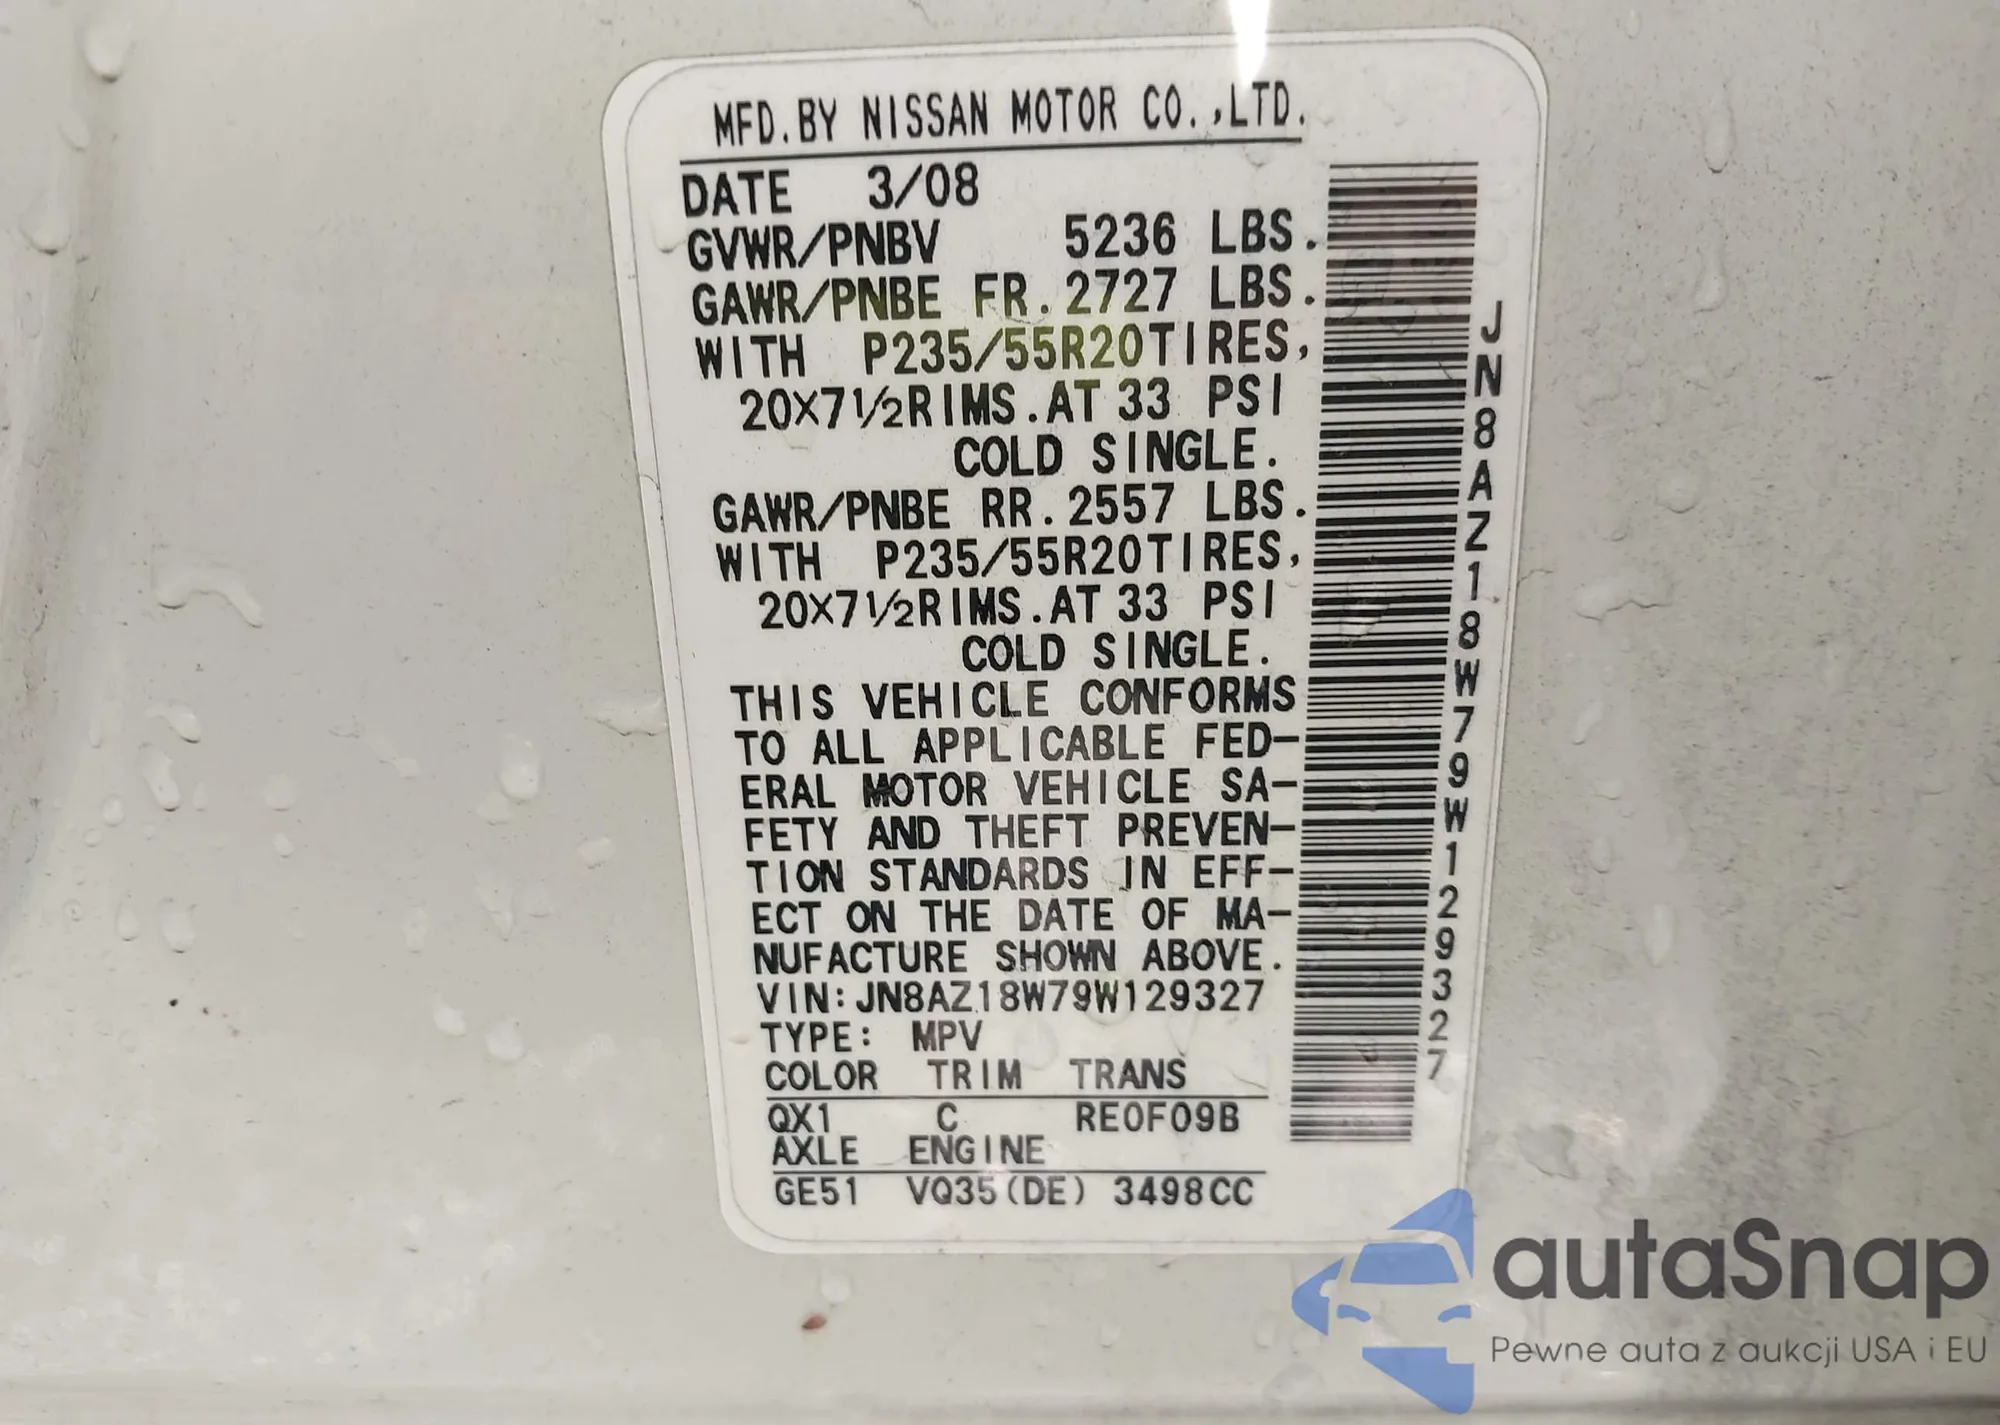 MFD.BY NISSAN MOTOR CO.,LTD.
DATE 3/08
GVWR/PNBV 5236 LBS.
GAWR/PNBE FR.2727 LBS.
WITH P235/55R20TIRES,
20X7½RIMS.AT 33 PSI
COLD SINGLE.
GAWR/PNBE RR.2557 LBS.
WITH P235/55R20TIRES,
20X7½RIMS.AT 33 PSI
COLD SINGLE.
THIS VEHICLE CONFORMS
TO ALL APPLICABLE FED-
ERAL MOTOR VEHICLE SA-
FETY AND THEFT PREVEN-
TION STANDARDS IN EFF-
ECT ON THE DATE OF MA-
NUFACTURE SHOWN ABOVE.
VIN:JN8AZ18W79W129327
TYPE: MPV
COLOR TRIM TRANS
QX1 C RE0F09B
AXLE ENGINE
GE51 VQ35(DE) 3498CC
JN8AZ18W79W129327
autaSnap
Pewne auta z aukcji USA i EU